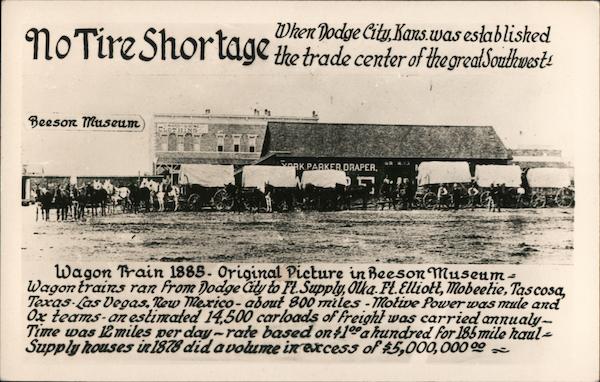 No Tire Shortage
When Dodge City, Kans. was established
the trade center of the great Southwest-
Beeson Museum
CLOTHING
YORK PARKER DRAPER
Wagon Train 1885- Original Picture in Beeson Museum-
Wagon trains ran from Dodge City to Ft. Supply, Okla. Ft. Elliott, Mobeetie, Tascosa,
Texas-Las Vegas, New Mexico - about 800 miles - Motive Power was mule and
Ox teams - an estimated 14,500 carloads of freight was carried annualy-
Time was 12 miles per day - rate based on $1.00 a hundred for 186 mile haul-
Supply houses in 1878 did a volume in excess of $5,000,000.00 -